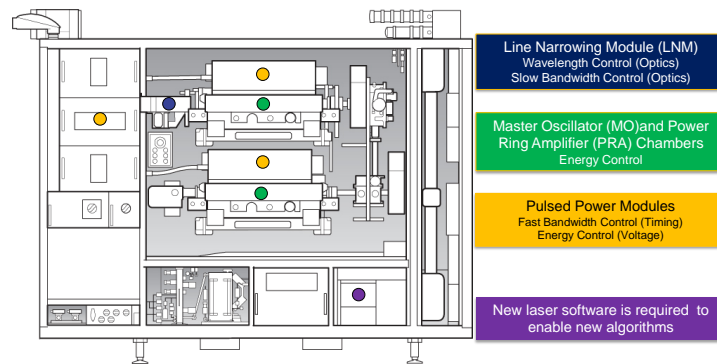 Line Narrowing Module (LNM)
Wavelength Control (Optics)
Slow Bandwidth Control (Optics)
Master Oscillator (MO)and Power
Ring Amplifier (PRA) Chambers
Energy Control
Pulsed Power Modules
Fast Bandwidth Control (Timing)
Energy Control (Voltage)
New laser software is required to
enable new algorithms